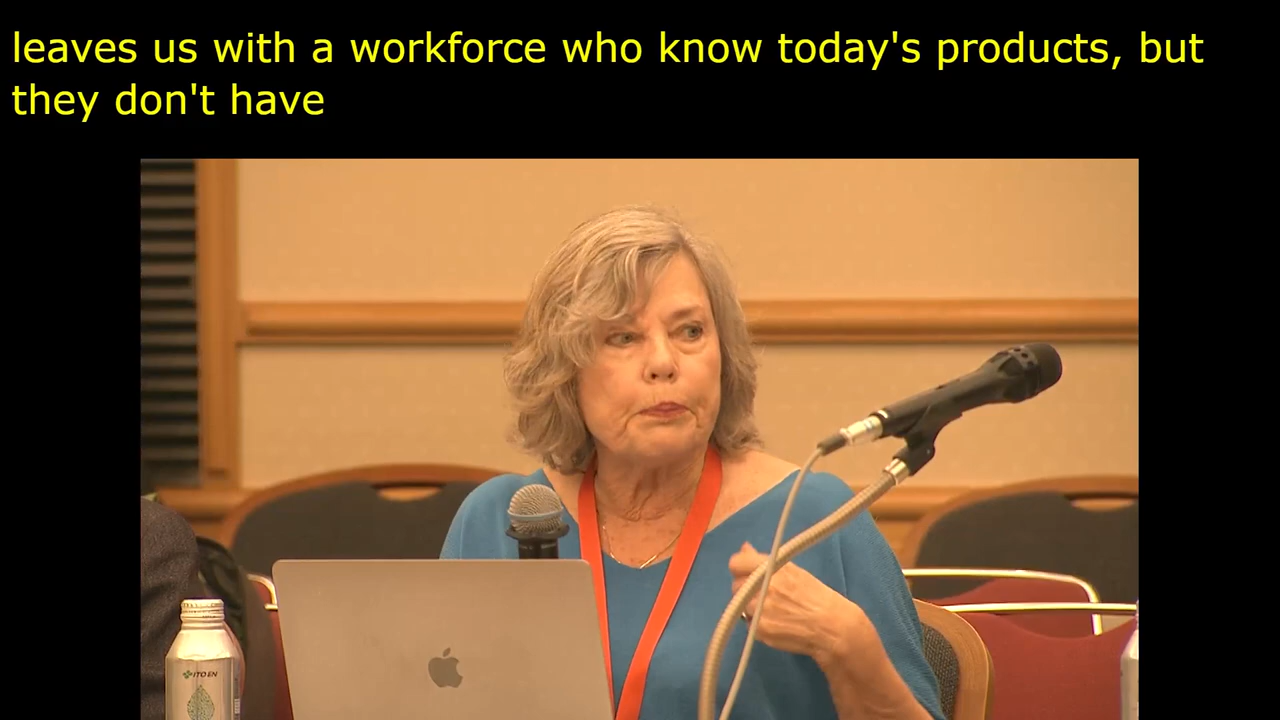 leaves us with a workforce who know today's products, but
they don't have
ITO EN